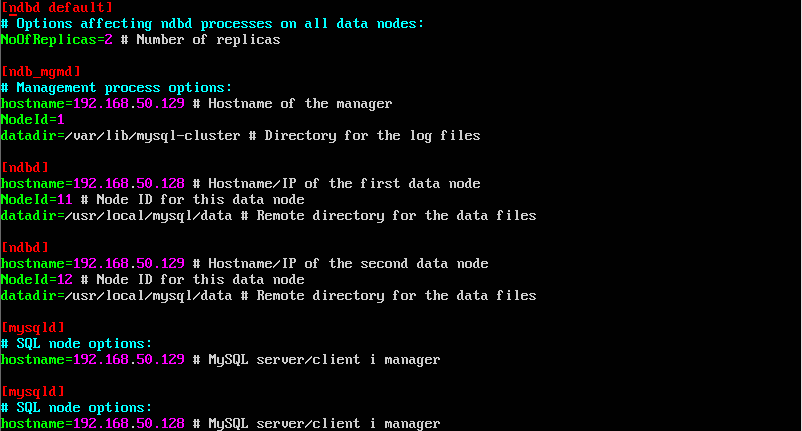 [ndbd default]
# Options affecting ndbd processes on all data nodes:
NoOfReplicas=2 # Number of replicas
[ndb_mgmd]
# Management process options:
hostname=192.168.50.129 # Hostname of the manager
NodeId=1
datadir=/var/lib/mysql-cluster # Directory for the log files
[ndbd]
hostname=192.168.50.128 # Hostname/IP of the first data node
NodeId=11 # Node ID for this data node
datadir=/usr/local/mysql/data # Remote directory for the data files
[ndbd]
hostname=192.168.50.129 # Hostname/IP of the second data node
NodeId=12 # Node ID for this data node
datadir=/usr/local/mysql/data # Remote directory for the data files
[mysqld]
# SQL node options:
hostname=192.168.50.129 # MySQL server/client i manager
[mysqld]
# SQL node options:
hostname=192.168.50.128 # MySQL server/client i manager